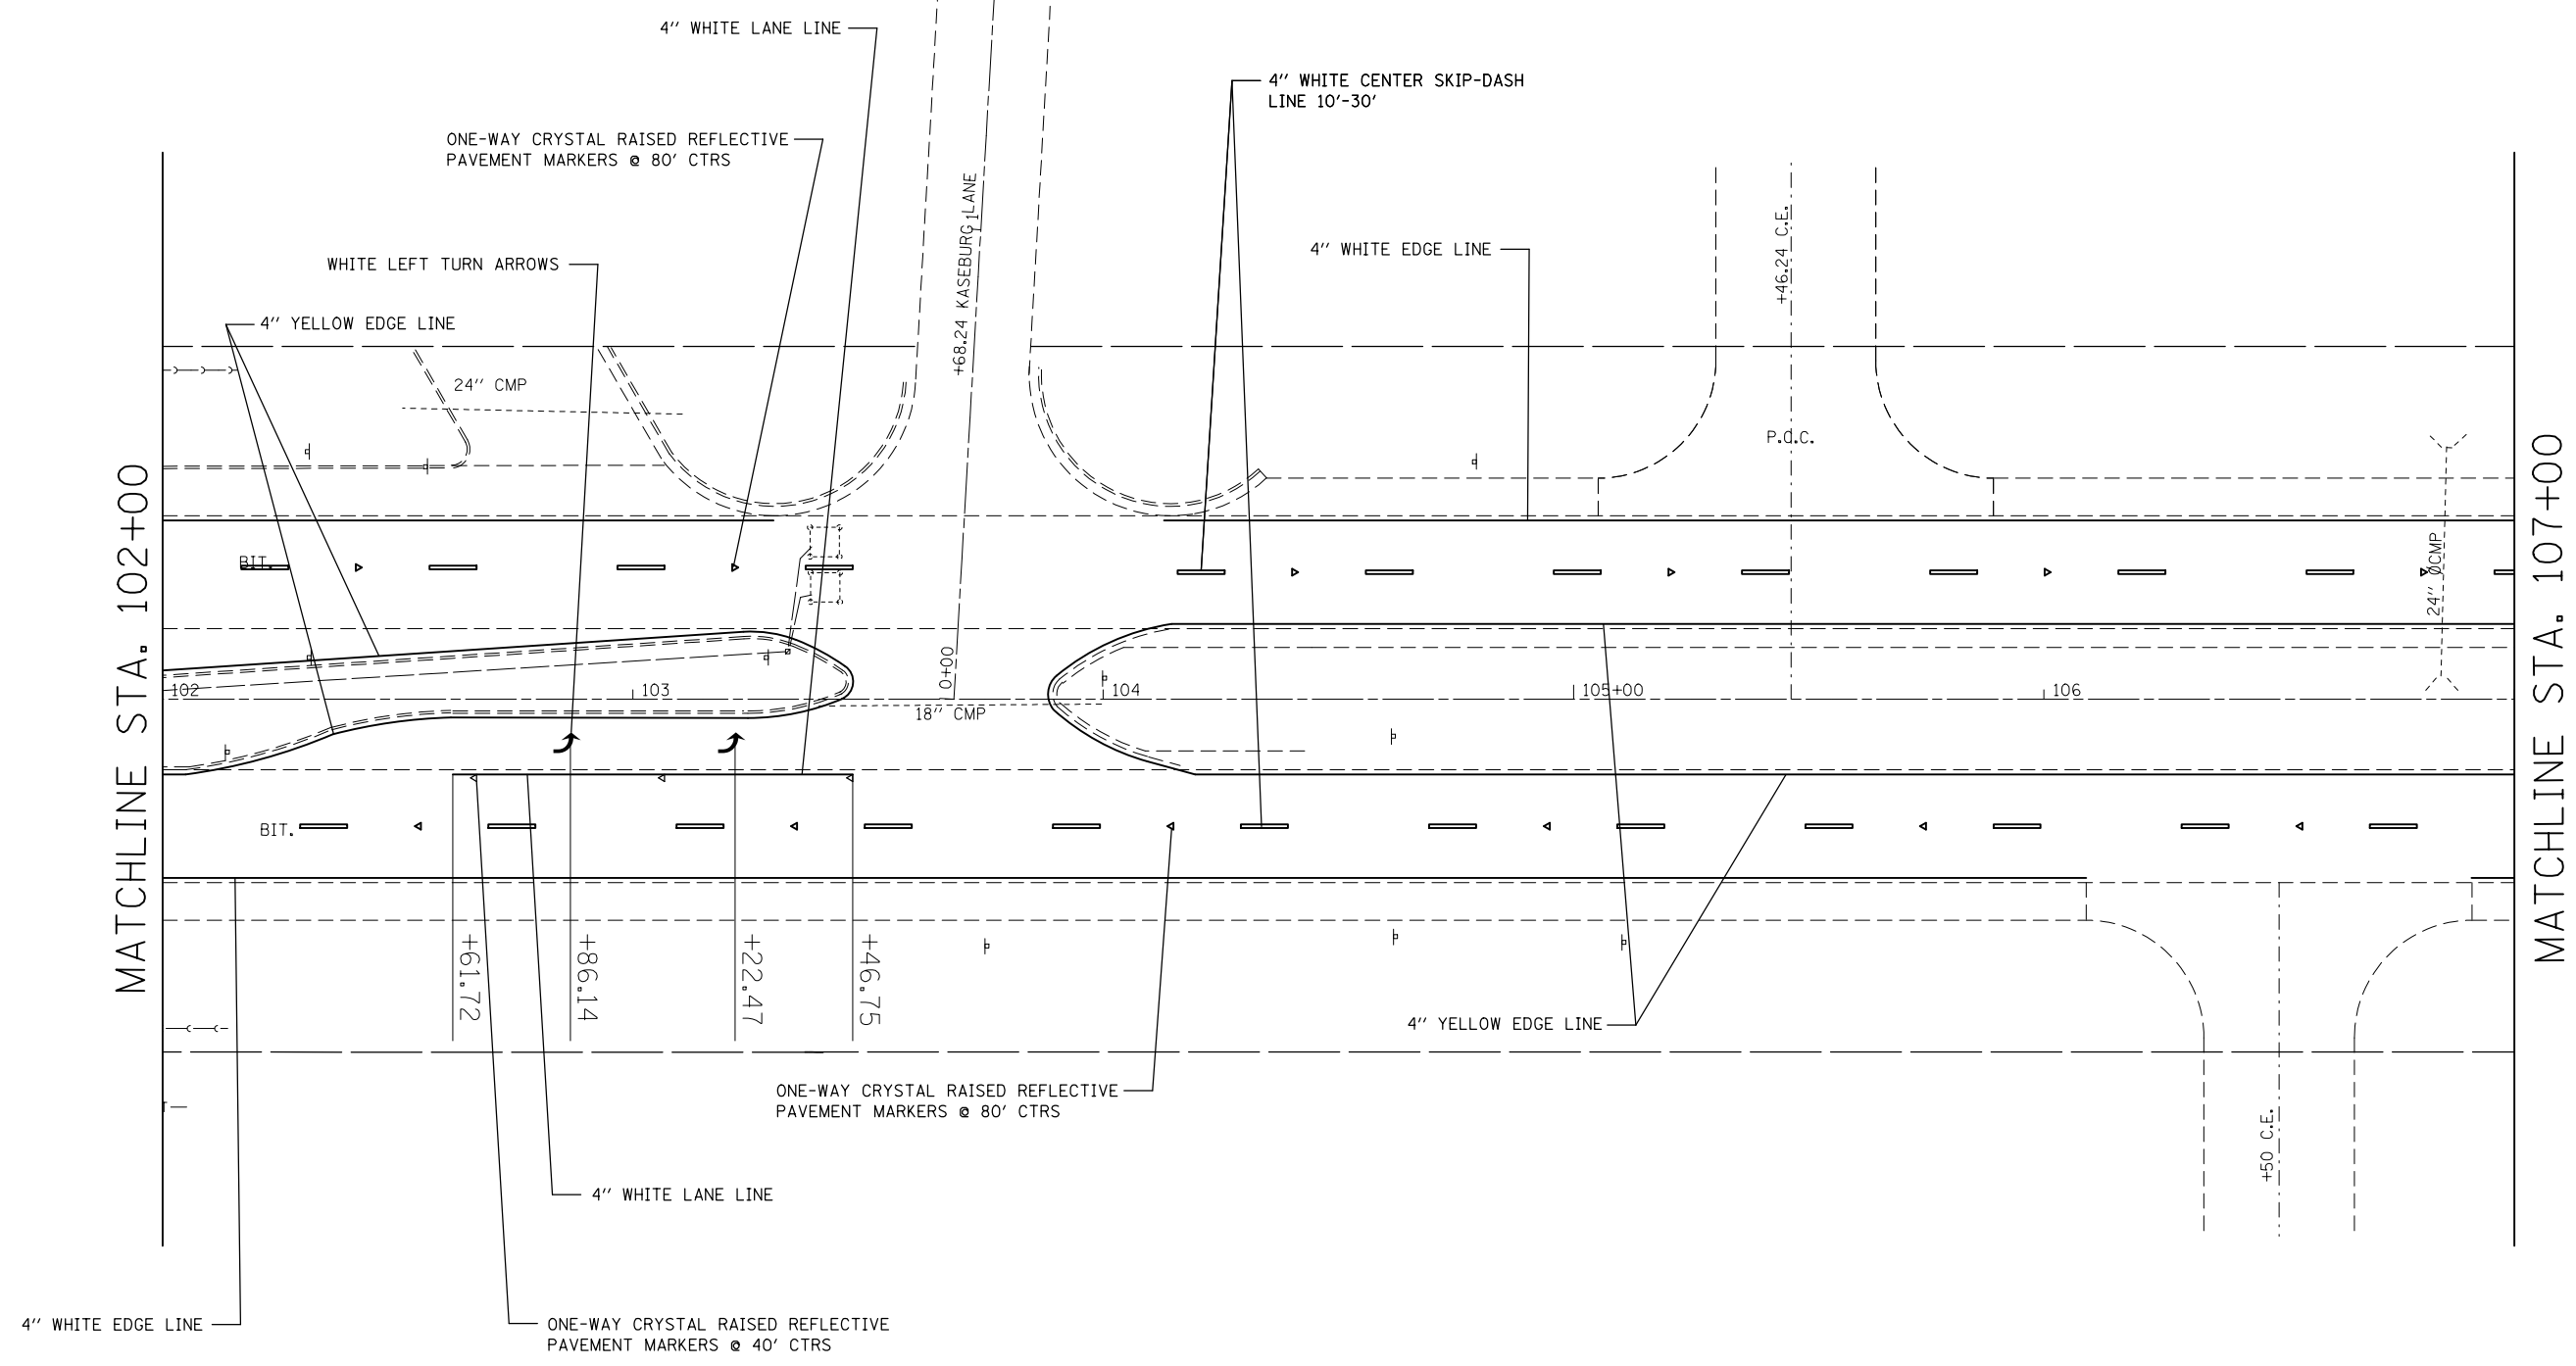 4" WHITE LANE LINE
4" WHITE CENTER SKIP-DASH
LINE 10'-30'
ONE-WAY CRYSTAL RAISED REFLECTIVE
PAVEMENT MARKERS @ 80' CTRS
+68.24 KASEBURG LANE
1
+46.24 C.E.
4" WHITE EDGE LINE
WHITE LEFT TURN ARROWS
4" YELLOW EDGE LINE
24" CMP
P.O.C.
MATCHLINE STA. 102+00
MATCHLINE STA. 107+00
BIT.
24" CMP
102
103
0+00
104
105+00
106
18" CMP
BIT.
+61.72
+86.14
+22.47
+46.75
4" YELLOW EDGE LINE
ONE-WAY CRYSTAL RAISED REFLECTIVE
PAVEMENT MARKERS @ 80' CTRS
+50 C.E.
4" WHITE LANE LINE
4" WHITE EDGE LINE
ONE-WAY CRYSTAL RAISED REFLECTIVE
PAVEMENT MARKERS @ 40' CTRS